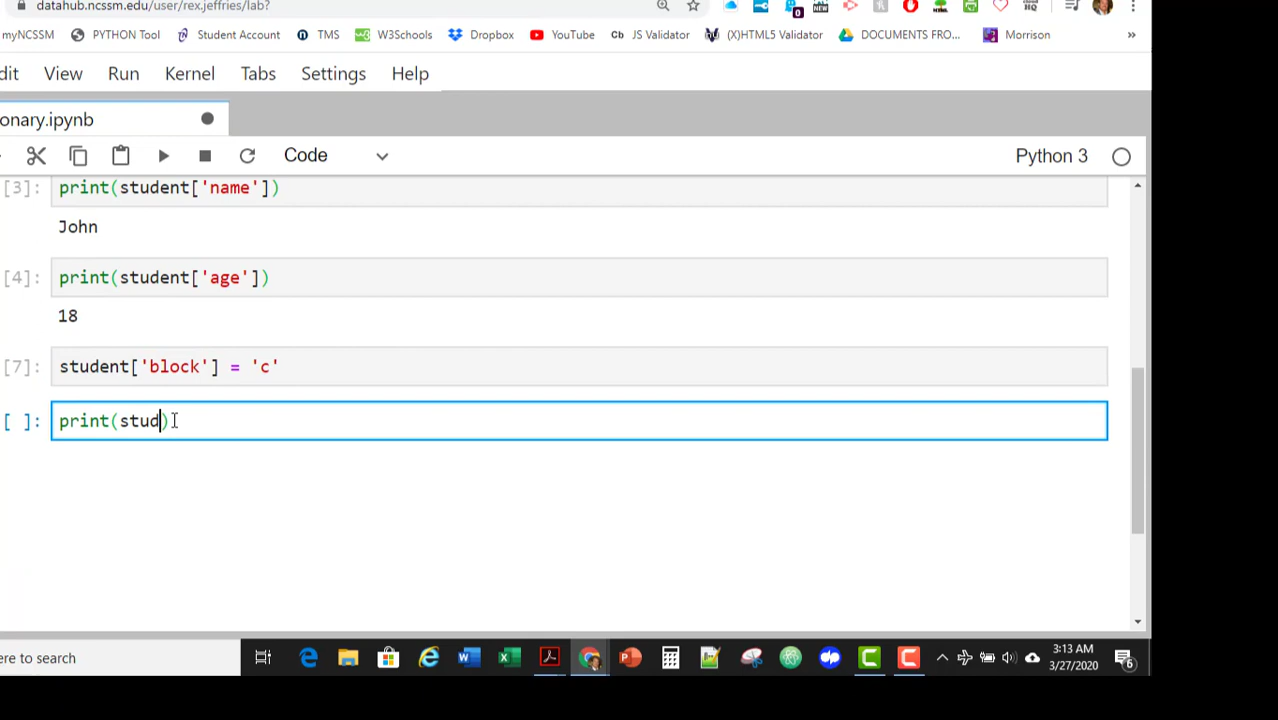 datahub.ncssm.edu/user/rex.jeffries/lab?
myNCSSM PYTHON Tool Student Account TMS W3Schools Dropbox YouTube Cb JS Validator (X)HTML5 Validator DOCUMENTS FRO... Morrison »
dit View Run Kernel Tabs Settings Help
onary.ipynb
Code Python 3
[3]: print(student['name'])
John
[4]: print(student['age'])
18
[7]: student['block'] = 'c'
[ ]: print(stud)
ere to search
3:13 AM
3/27/2020
6